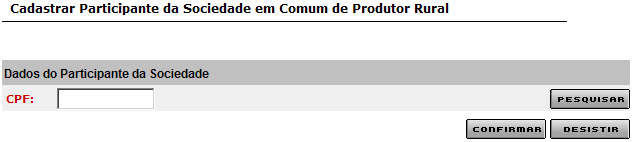 Cadastrar Participante da Sociedade em Comum de Produtor Rural
Dados do Participante da Sociedade
CPF: PESQUISAR
CONFIRMAR DESISTIR